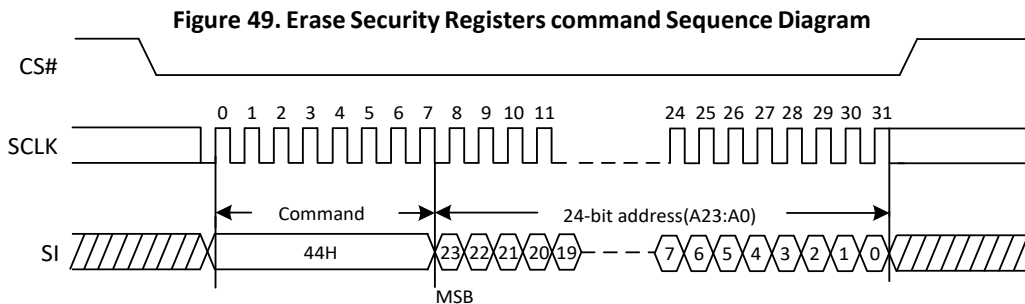 Figure 49. Erase Security Registers command Sequence Diagram
CS#
0 1 2 3 4 5 6 7 8 9 10 11 24 25 26 27 28 29 30 31
SCLK
Command 24-bit address(A23:A0)
SI 44H 23 22 21 20 19 7 6 5 4 3 2 1 0
MSB